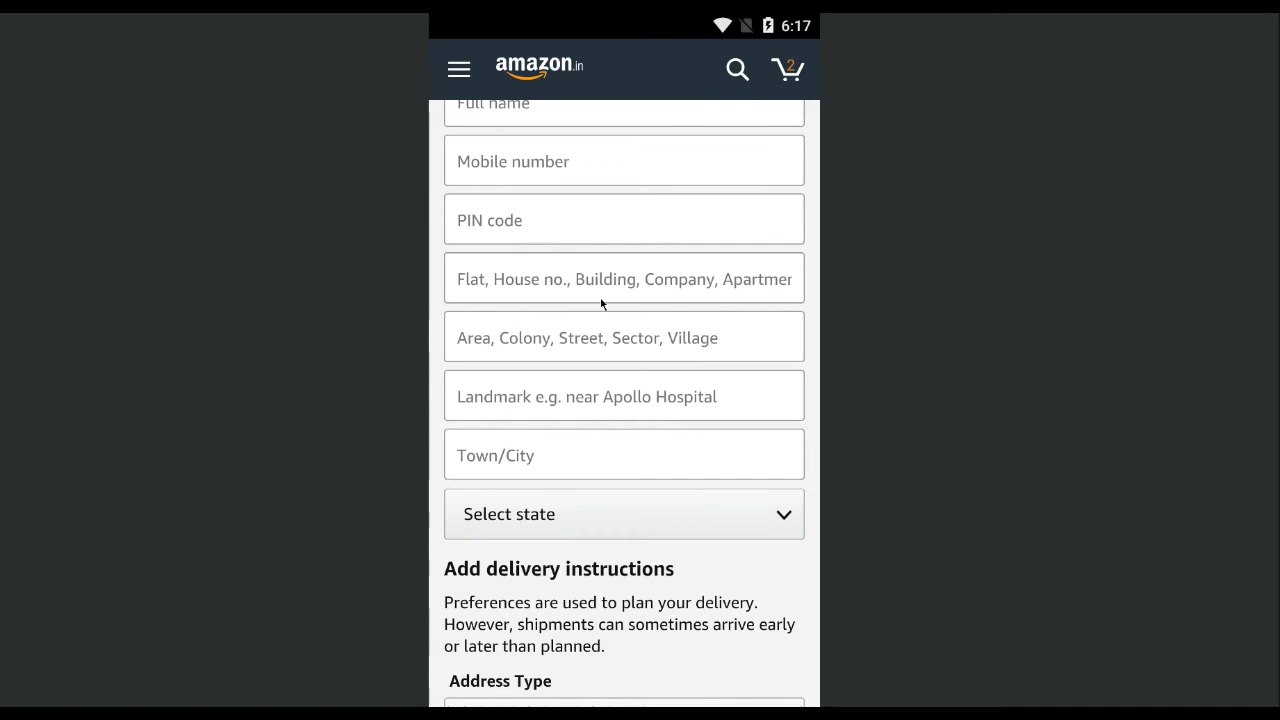 6:17
amazon.in
2
Full name
Mobile number
PIN code
Flat, House no., Building, Company, Apartmen
Area, Colony, Street, Sector, Village
Landmark e.g. near Apollo Hospital
Town/City
Select state
Add delivery instructions
Preferences are used to plan your delivery.
However, shipments can sometimes arrive early
or later than planned.
Address Type